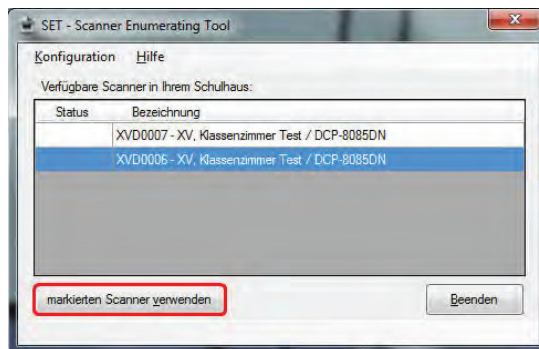 SET - Scanner Enumerating Tool
Konfiguration Hilfe
Verfügbare Scanner in Ihrem Schulhaus:
Status Bezeichnung
XVD0007 - XV, Klassenzimmer Test / DCP-8085DN
XVD0006 - XV, Klassenzimmer Test / DCP-8085DN
markierten Scanner verwenden Beenden